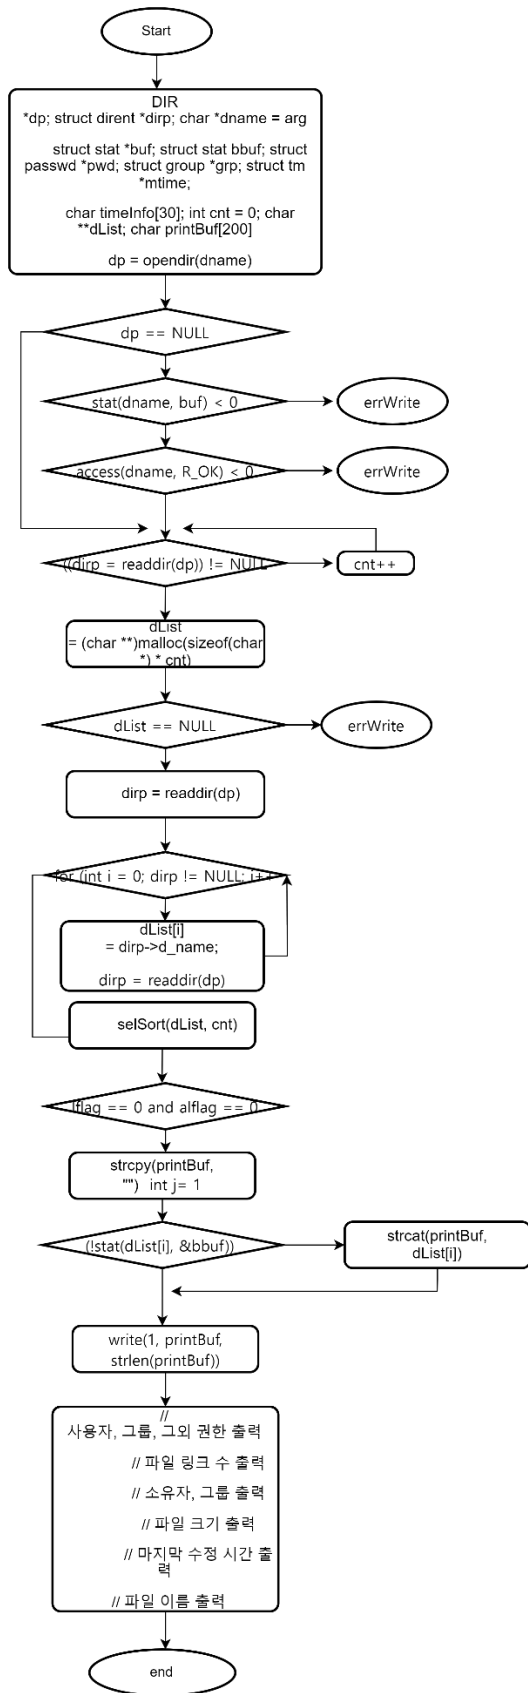 Start
DIR
*dp; struct dirent *dirp; char *dname = arg
struct stat *buf; struct stat bbuf; struct
passwd *pwd; struct group *grp; struct tm
*mtime;
char timeInfo[30]; int cnt = 0; char
**dList; char printBuf[200]
dp = opendir(dname)
dp == NULL
stat(dname, buf) < 0
errWrite
access(dname, R_OK) < 0
errWrite
((dirp = readdir(dp)) != NULL
cnt++
dList
= (char **)malloc(sizeof(char
*) * cnt)
dList == NULL
errWrite
dirp = readdir(dp)
for (int i = 0; dirp != NULL; i++
dList[i]
= dirp->d_name;
dirp = readdir(dp)
selSort(dList, cnt)
lflag == 0 and alflag == 0
strcpy(printBuf,
"") int j= 1
(!stat(dList[i], &bbuf))
strcat(printBuf,
dList[i])
write(1, printBuf,
strlen(printBuf))
//
사용자, 그룹, 그외 권한 출력
// 파일 링크 수 출력
// 소유자, 그룹 출력
// 파일 크기 출력
// 마지막 수정 시간 출
력
// 파일 이름 출력
end